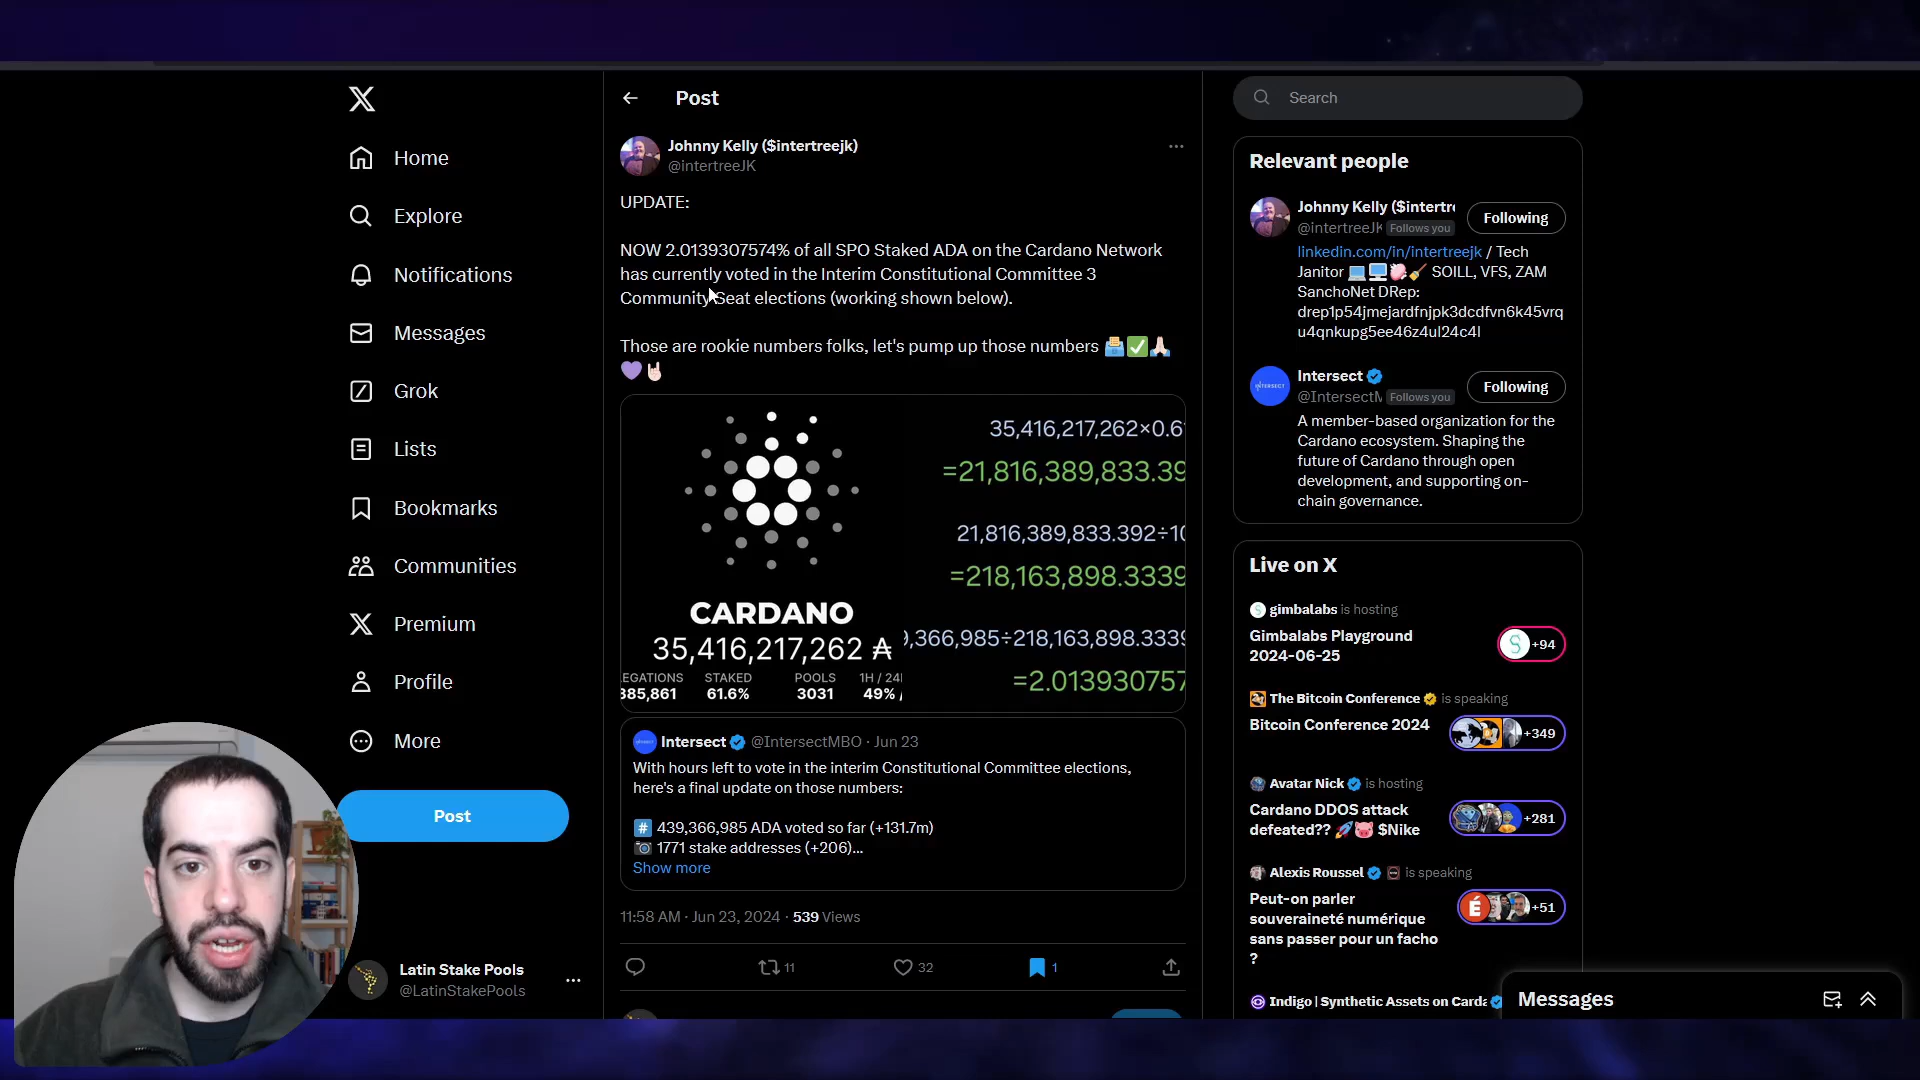 Home
Explore
Notifications
Messages
Grok
Lists
Bookmarks
Communities
Premium
Profile
More
Post
Latin Stake Pools
@LatinStakePools
Post
Johnny Kelly ($intertreejk)
@intertreeJK
UPDATE:
NOW 2.0139307574% of all SPO Staked ADA on the Cardano Network
has currently voted in the Interim Constitutional Committee 3
Community Seat elections (working shown below).
Those are rookie numbers folks, let's pump up those numbers 🗳️✅🙏🏻
💜🤘🏻
CARDANO
35,416,217,262 ₳
EGATIONS STAKED POOLS 1H / 24
385,861 61.6% 3031 49% /
35,416,217,262×0.6
=21,816,389,833.39
21,816,389,833.392÷10
=218,163,898.3339
9,366,985÷218,163,898.3339
=2.013930757
Intersect @IntersectMBO · Jun 23
With hours left to vote in the interim Constitutional Committee elections,
here's a final update on those numbers:
#️⃣ 439,366,985 ADA voted so far (+131.7m)
📷 1771 stake addresses (+206)...
Show more
11:58 AM · Jun 23, 2024 · 539 Views
11
32
1
Search
Relevant people
Johnny Kelly ($intertre
@intertreeJK Follows you
Following
linkedin.com/in/intertreejk / Tech
Janitor 💻🖥️🧠🧹 SOILL, VFS, ZAM
SanchoNet DRep:
drep1p54jmejardfnjpk3dcdfvn6k45vrq
u4qnkupg5ee46z4ul24c4l
Intersect
@IntersectM Follows you
Following
A member-based organization for the
Cardano ecosystem. Shaping the
future of Cardano through open
development, and supporting on-
chain governance.
Live on X
gimbalabs is hosting
Gimbalabs Playground
2024-06-25
+94
The Bitcoin Conference is speaking
Bitcoin Conference 2024
+349
Avatar Nick is hosting
Cardano DDOS attack
defeated?? 🚀🐷 $Nike
+281
Alexis Roussel is speaking
Peut-on parler
souveraineté numérique
sans passer pour un facho
?
+51
Indigo | Synthetic Assets on Carda
Messages